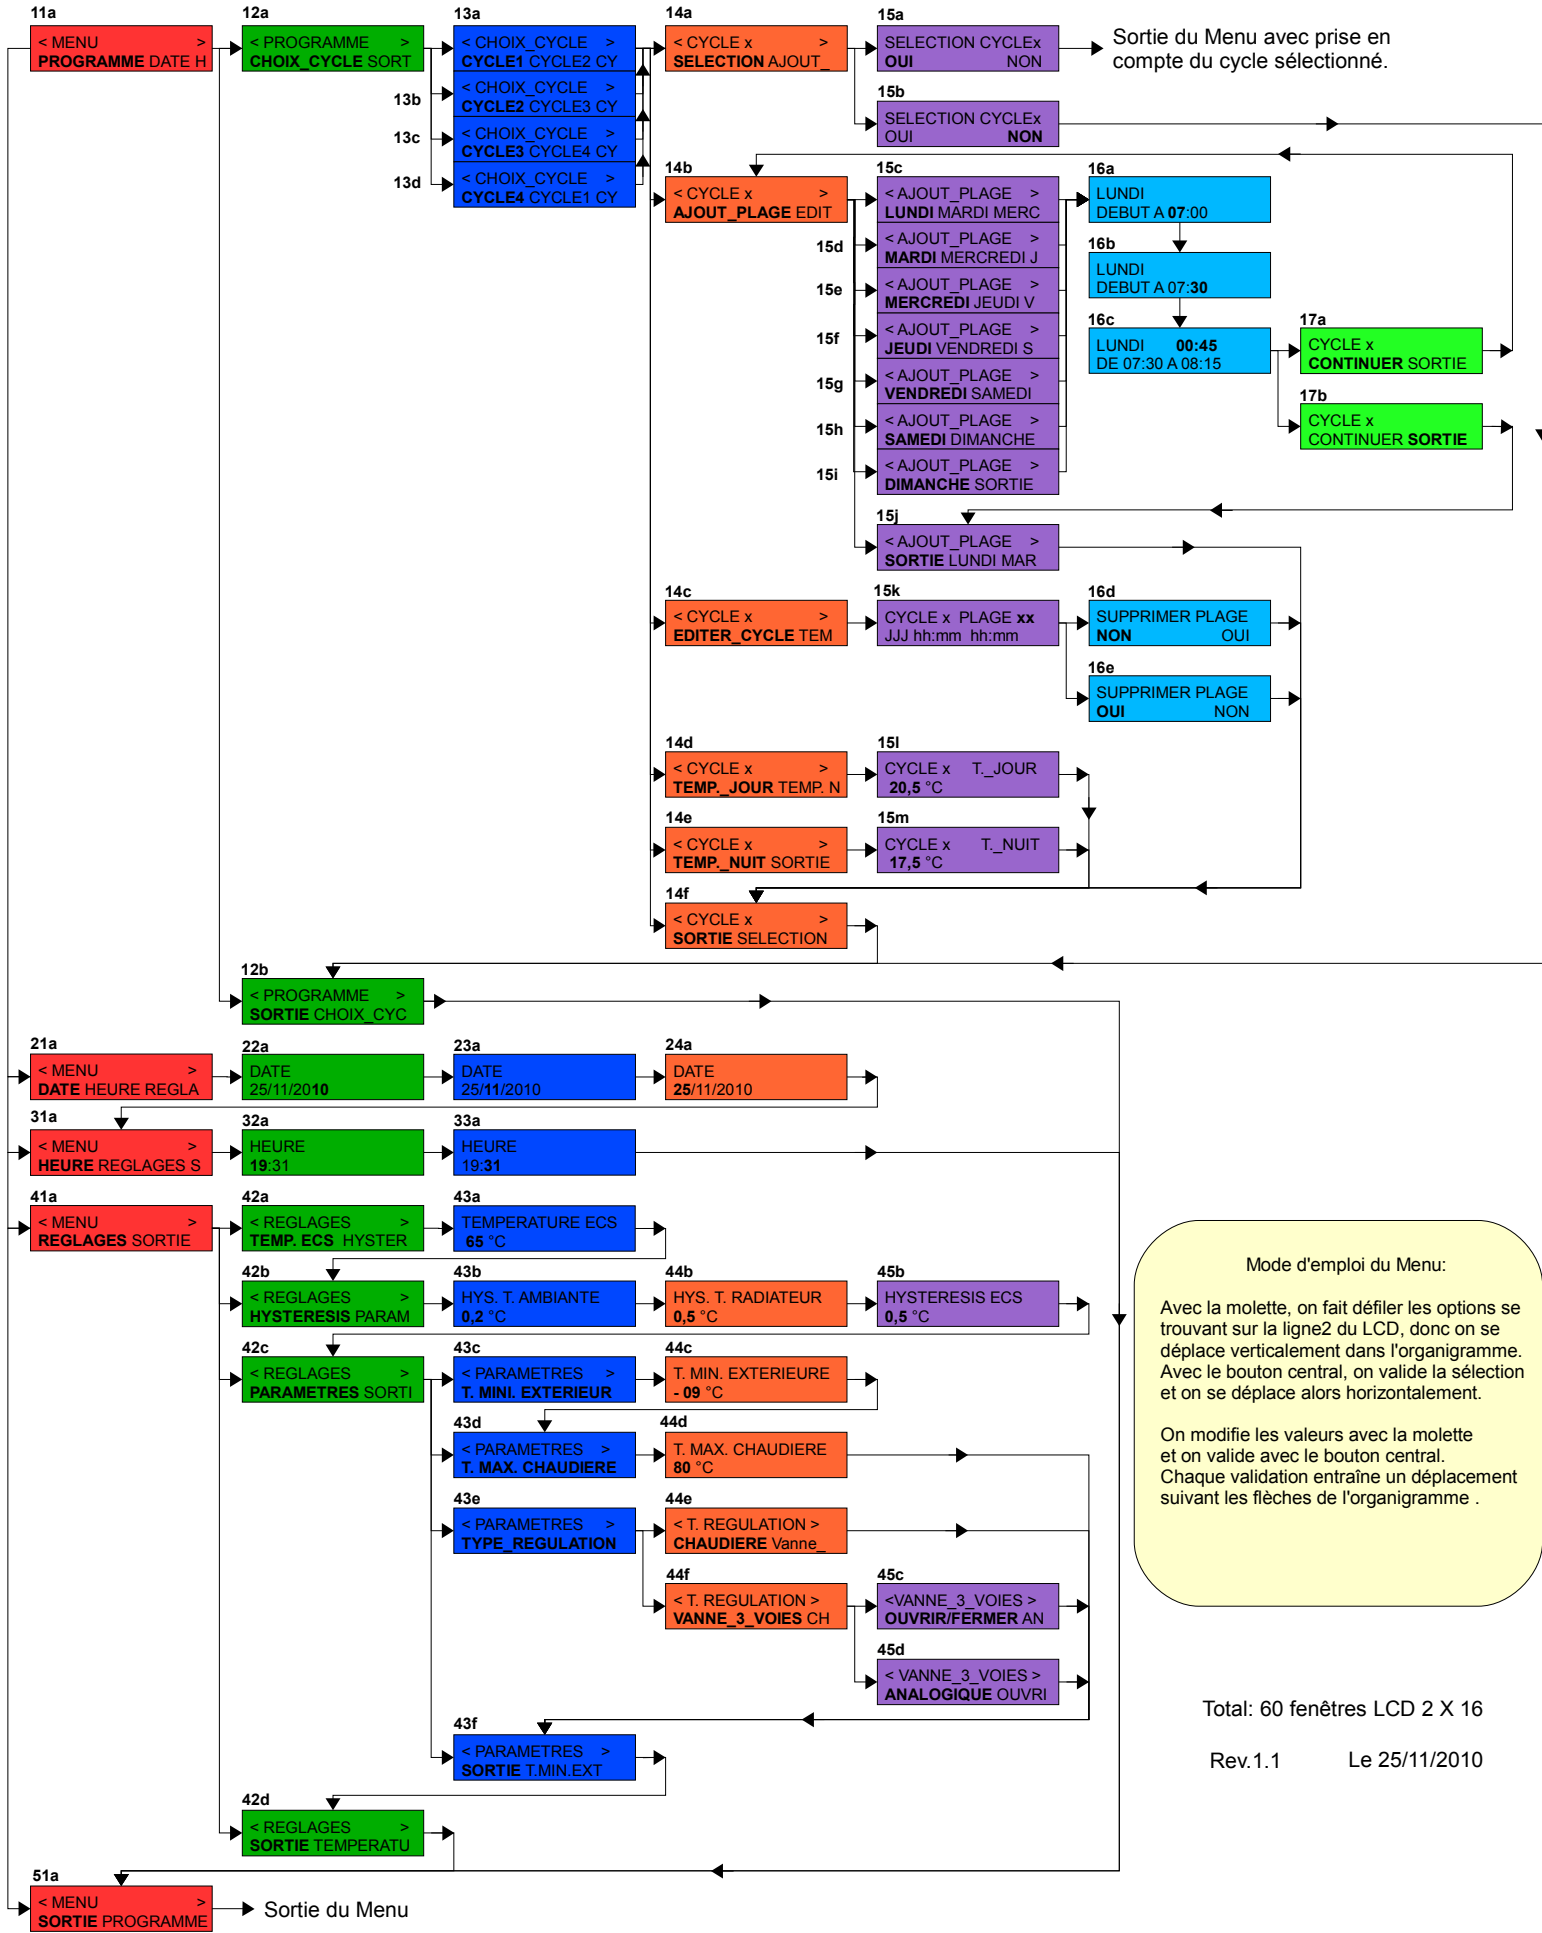 11a
< MENU >
PROGRAMME DATE H
12a
< PROGRAMME >
CHOIX_CYCLE SORT
13a
< CHOIX_CYCLE >
CYCLE1 CYCLE2 CY
13b
< CHOIX_CYCLE >
CYCLE2 CYCLE3 CY
13c
< CHOIX_CYCLE >
CYCLE3 CYCLE4 CY
13d
< CHOIX_CYCLE >
CYCLE4 CYCLE1 CY
14a
< CYCLE x >
SELECTION AJOUT_
15a
SELECTION CYCLEx
OUI NON
Sortie du Menu avec prise en
compte du cycle sélectionné.
15b
SELECTION CYCLEx
OUI NON
14b
< CYCLE x >
AJOUT_PLAGE EDIT
15c
< AJOUT_PLAGE >
LUNDI MARDI MERC
15d
< AJOUT_PLAGE >
MARDI MERCREDI J
15e
< AJOUT_PLAGE >
MERCREDI JEUDI V
15f
< AJOUT_PLAGE >
JEUDI VENDREDI S
15g
< AJOUT_PLAGE >
VENDREDI SAMEDI
15h
< AJOUT_PLAGE >
SAMEDI DIMANCHE
15i
< AJOUT_PLAGE >
DIMANCHE SORTIE
15j
< AJOUT_PLAGE >
SORTIE LUNDI MAR
16a
LUNDI
DEBUT A 07:00
16b
LUNDI
DEBUT A 07:30
16c
LUNDI 00:45
DE 07:30 A 08:15
17a
CYCLE x
CONTINUER SORTIE
17b
CYCLE x
CONTINUER SORTIE
14c
< CYCLE x >
EDITER_CYCLE TEM
15k
CYCLE x PLAGE xx
JJJ hh:mm hh:mm
16d
SUPPRIMER PLAGE
NON OUI
16e
SUPPRIMER PLAGE
OUI NON
14d
< CYCLE x >
TEMP._JOUR TEMP. N
15l
CYCLE x T._JOUR
20,5 °C
14e
< CYCLE x >
TEMP._NUIT SORTIE
15m
CYCLE x T._NUIT
17,5 °C
14f
< CYCLE x >
SORTIE SELECTION
12b
< PROGRAMME >
SORTIE CHOIX_CYC
21a
< MENU >
DATE HEURE REGLA
22a
DATE
25/11/2010
23a
DATE
25/11/2010
24a
DATE
25/11/2010
31a
< MENU >
HEURE REGLAGES S
32a
HEURE
19:31
33a
HEURE
19:31
41a
< MENU >
REGLAGES SORTIE
42a
< REGLAGES >
TEMP. ECS HYSTER
43a
TEMPERATURE ECS
65 °C
42b
< REGLAGES >
HYSTERESIS PARAM
43b
HYS. T. AMBIANTE
0,2 °C
44b
HYS. T. RADIATEUR
0,5 °C
45b
HYSTERESIS ECS
0,5 °C
42c
< REGLAGES >
PARAMETRES SORTI
43c
< PARAMETRES >
T. MINI. EXTERIEUR
44c
T. MIN. EXTERIEURE
- 09 °C
43d
< PARAMETRES >
T. MAX. CHAUDIERE
44d
T. MAX. CHAUDIERE
80 °C
43e
< PARAMETRES >
TYPE_REGULATION
44e
< T. REGULATION >
CHAUDIERE Vanne_
44f
< T. REGULATION >
VANNE_3_VOIES CH
45c
<VANNE_3_VOIES >
OUVRIR/FERMER AN
45d
< VANNE_3_VOIES >
ANALOGIQUE OUVRI
43f
< PARAMETRES >
SORTIE T.MIN.EXT
42d
< REGLAGES >
SORTIE TEMPERATU
51a
< MENU >
SORTIE PROGRAMME
Sortie du Menu
Mode d'emploi du Menu:
Avec la molette, on fait défiler les options se
trouvant sur la ligne2 du LCD, donc on se
déplace verticalement dans l'organigramme.
Avec le bouton central, on valide la sélection
et on se déplace alors horizontalement.
On modifie les valeurs avec la molette
et on valide avec le bouton central.
Chaque validation entraîne un déplacement
suivant les flèches de l'organigramme .
Total: 60 fenêtres LCD 2 X 16
Rev.1.1 Le 25/11/2010